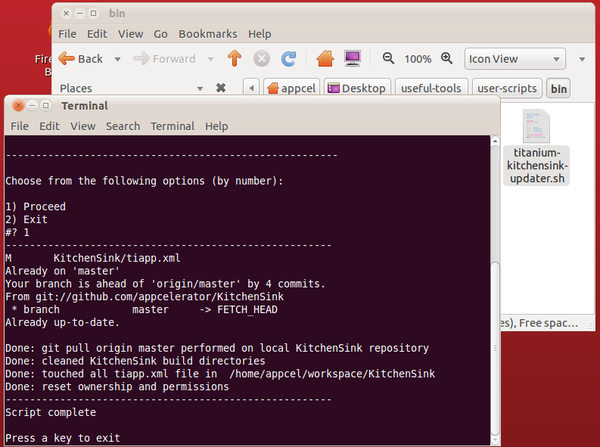 bin
File Edit View Go Bookmarks Help
Back Forward 100% Icon View
Places appcel Desktop useful-tools user-scripts bin
titanium-
kitchensink-
updater.sh
Terminal
File Edit View Search Terminal Help
-------------------------------------------------------
Choose from the following options (by number):
1) Proceed
2) Exit
#? 1
------------------------------------------------------
M KitchenSink/tiapp.xml
Already on 'master'
Your branch is ahead of 'origin/master' by 4 commits.
From git://github.com/appcelerator/KitchenSink
* branch master -> FETCH_HEAD
Already up-to-date.
Done: git pull origin master performed on local KitchenSink repository
Done: cleaned KitchenSink build directories
Done: touched all tiapp.xml file in /home/appcel/workspace/KitchenSink
Done: reset ownership and permissions
------------------------------------------------------
Script complete
Press a key to exit
es), Free spac...